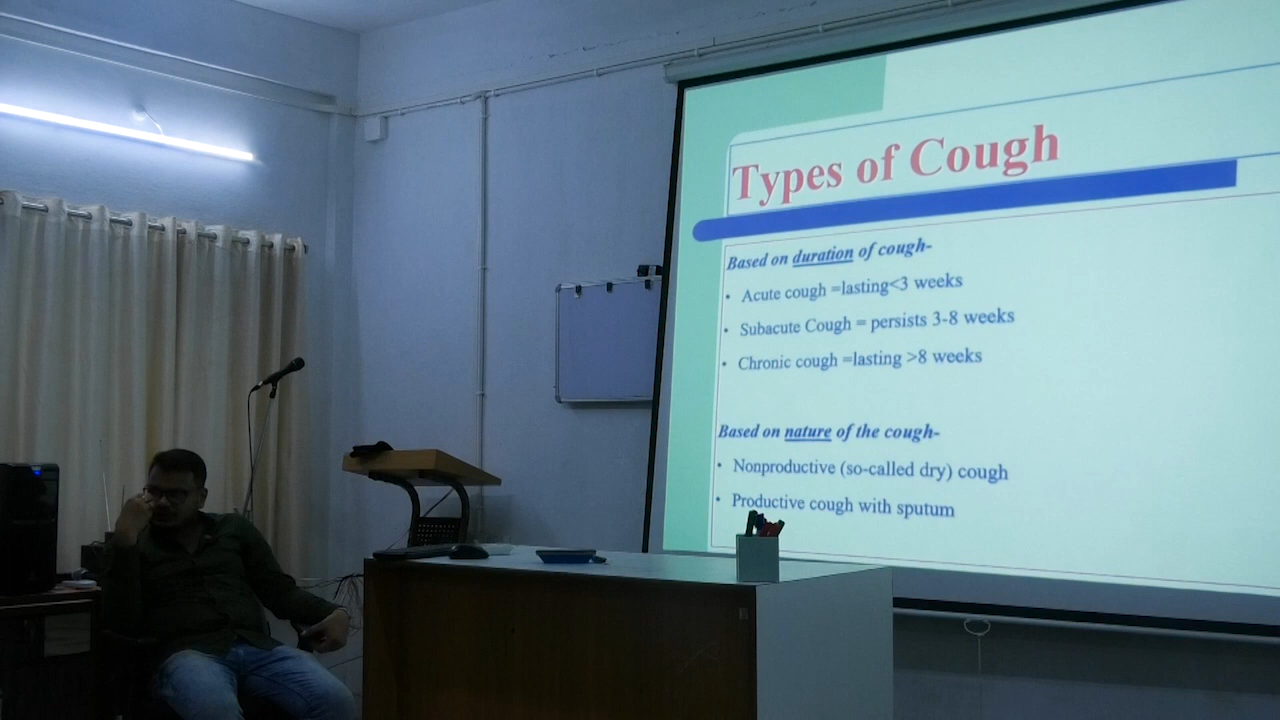 Types of Cough
Based on duration of cough-
• Acute cough =lasting<3 weeks
• Subacute Cough = persists 3-8 weeks
• Chronic cough =lasting >8 weeks
Based on nature of the cough-
• Nonproductive (so-called dry) cough
• Productive cough with sputum